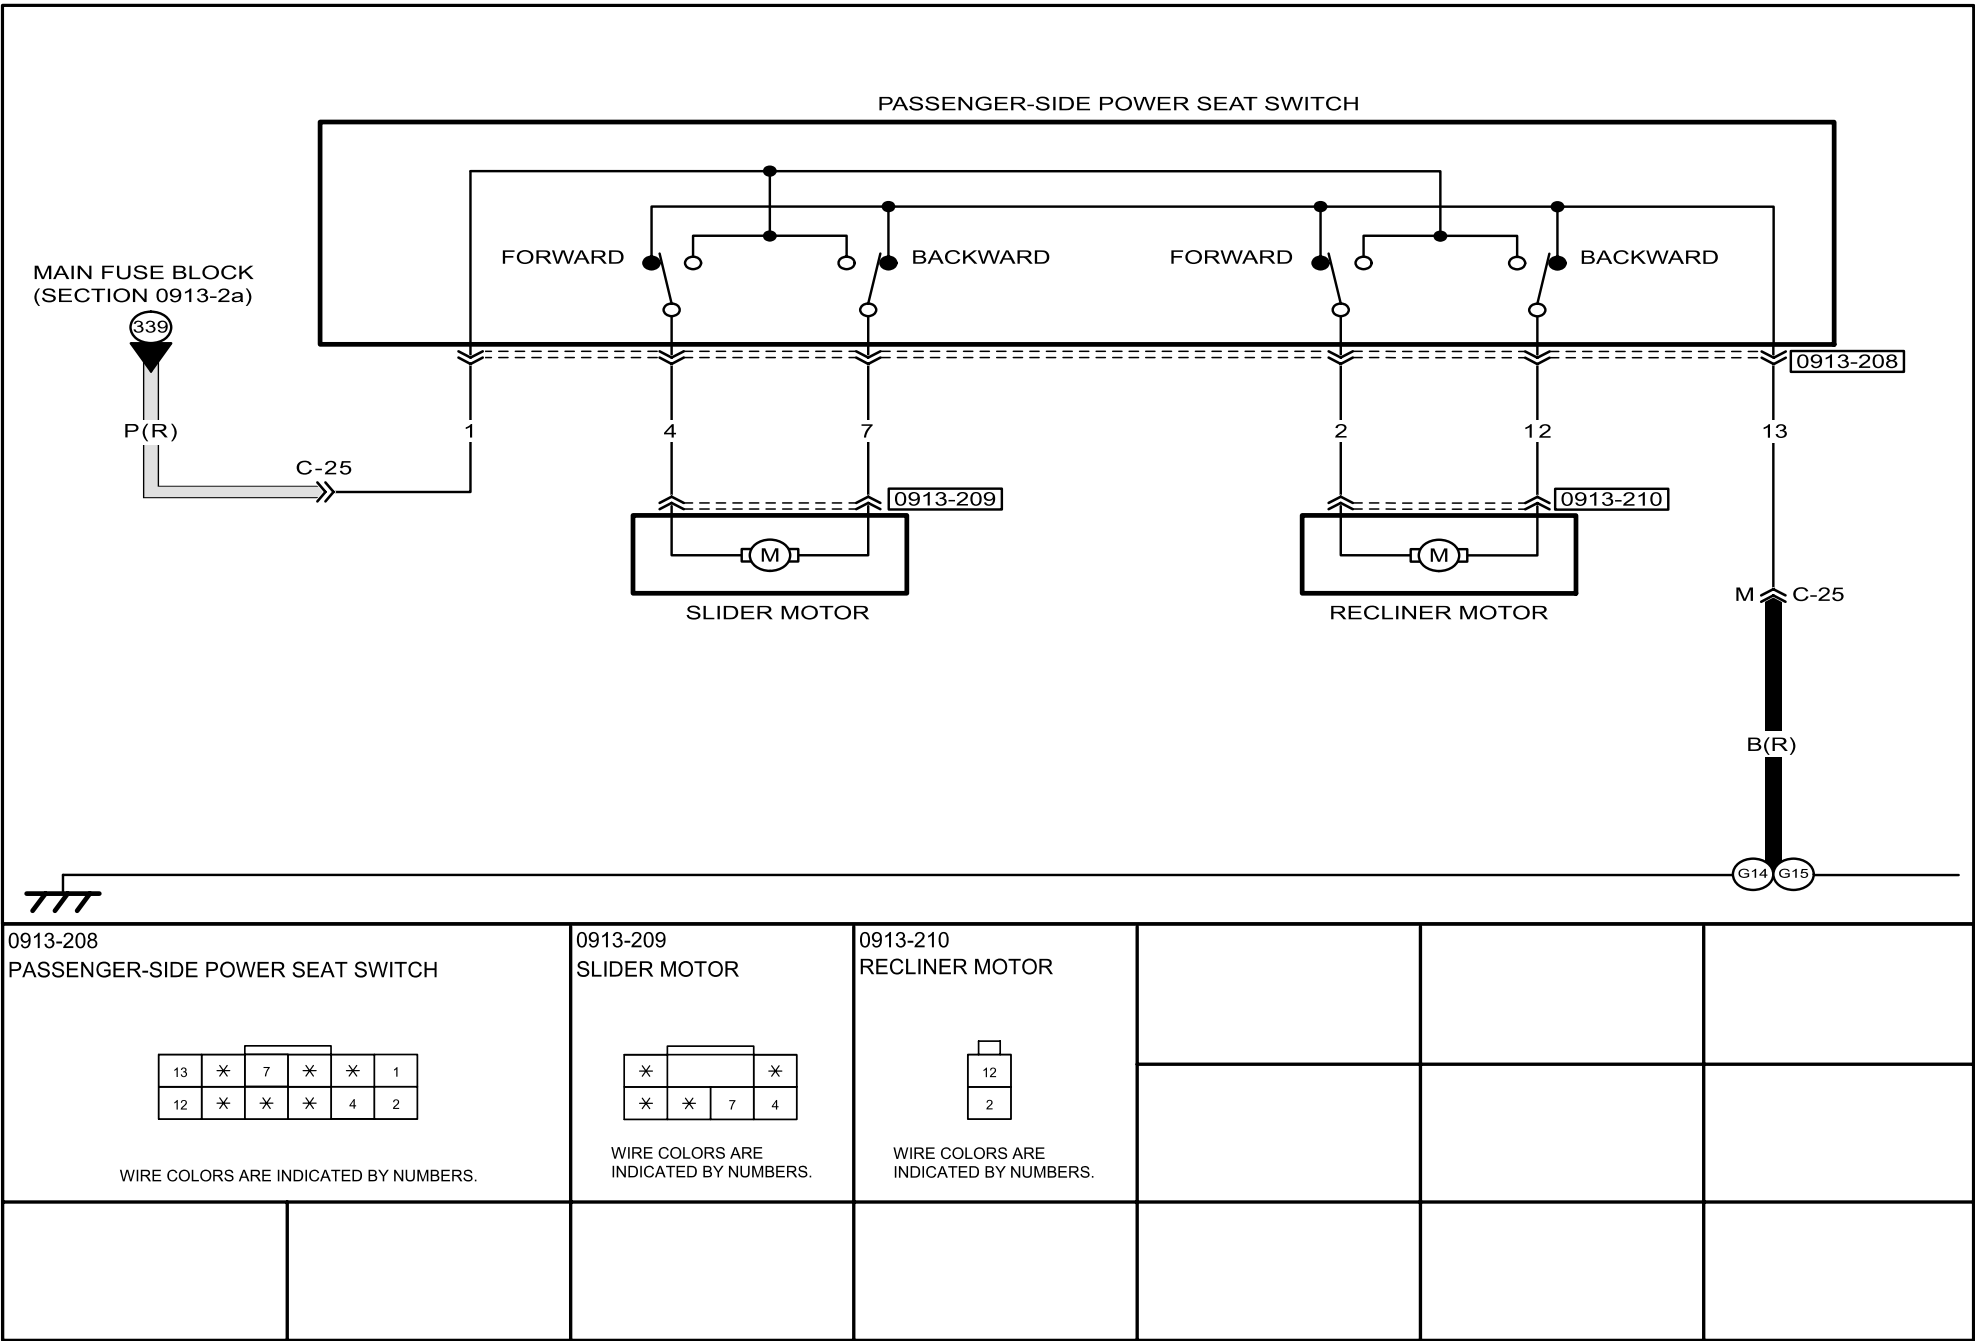 PASSENGER-SIDE POWER SEAT SWITCH
FORWARD
BACKWARD
FORWARD
BACKWARD
MAIN FUSE BLOCK
(SECTION 0913-2a)
339
0913-208
P(R)
1
4
7
2
12
13
C-25
0913-209
0913-210
M
M
SLIDER MOTOR
RECLINER MOTOR
M
C-25
B(R)
G14
G15
0913-208
PASSENGER-SIDE POWER SEAT SWITCH
13 * 7 * * 1
12 * * * 4 2
WIRE COLORS ARE INDICATED BY NUMBERS.
0913-209
SLIDER MOTOR
* *
* * 7 4
WIRE COLORS ARE
INDICATED BY NUMBERS.
0913-210
RECLINER MOTOR
12
2
WIRE COLORS ARE
INDICATED BY NUMBERS.